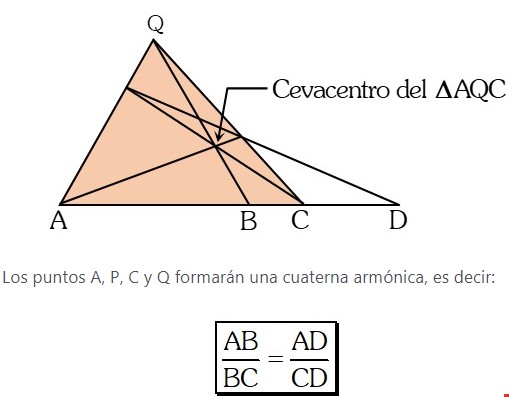 Q
Cevacentro del ΔAQC
A B C D
Los puntos A, P, C y Q formarán una cuaterna armónica, es decir:
AB/BC = AD/CD